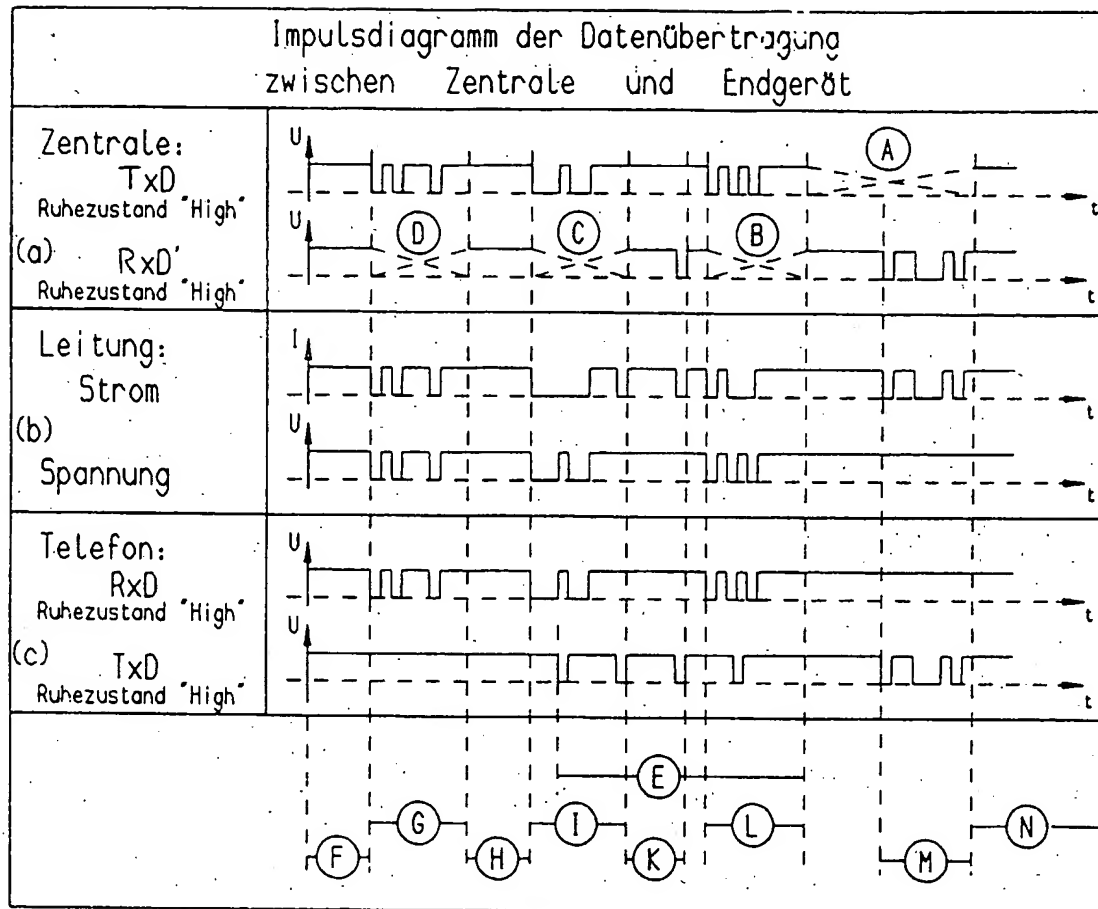 Impulsdiagramm der Datenübertragung
zwischen Zentrale und Endgerät
Zentrale:
TxD
Ruhezustand "High"
U
A
t
(a) RxD'
Ruhezustand "High"
U
D
C
B
t
Leitung:
Strom
I
t
(b)
Spannung
U
t
Telefon:
RxD
Ruhezustand "High"
U
t
(c) TxD
Ruhezustand "High"
U
t
E
G
I
L
N
F
H
K
M